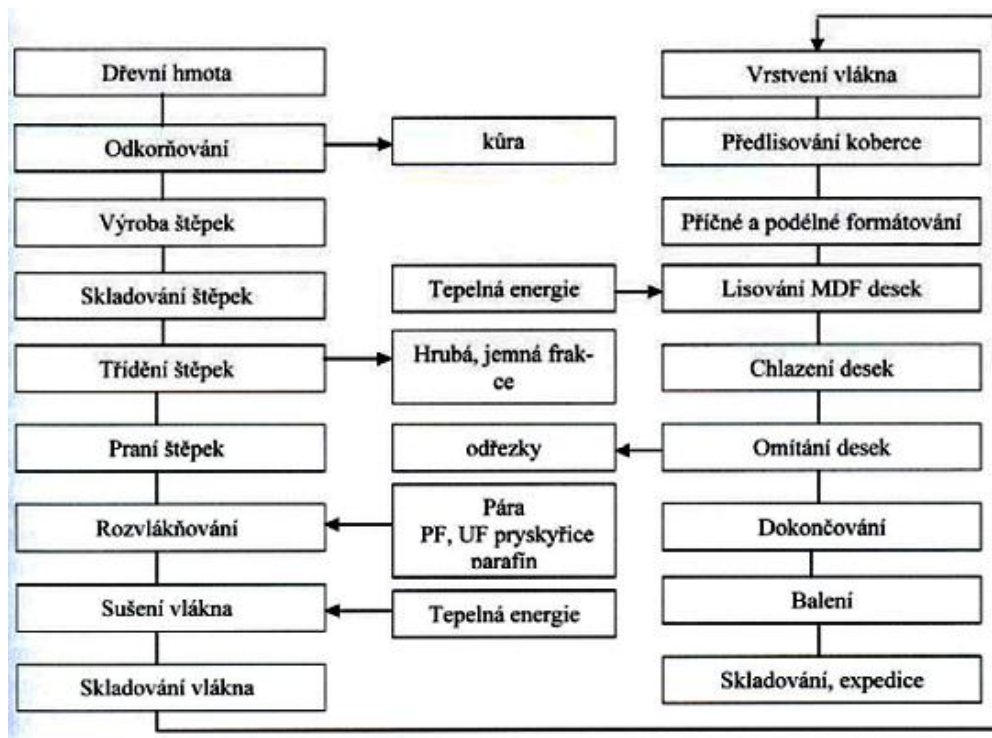 Dřevní hmota
Odkorňování
kůra
Výroba štěpek
Skladování štěpek
Třídění štěpek
Hrubá, jemná frak-
ce
Praní štěpek
Rozvlákňování
Pára
PF, UF pryskyřice
parafín
Sušení vlákna
Tepelná energie
Skladování vlákna
Vrstvení vlákna
Předlisování koberce
Příčné a podélné formátování
Tepelná energie
Lisování MDF desek
Chlazení desek
Omítání desek
odřezky
Dokončování
Balení
Skladování, expedice